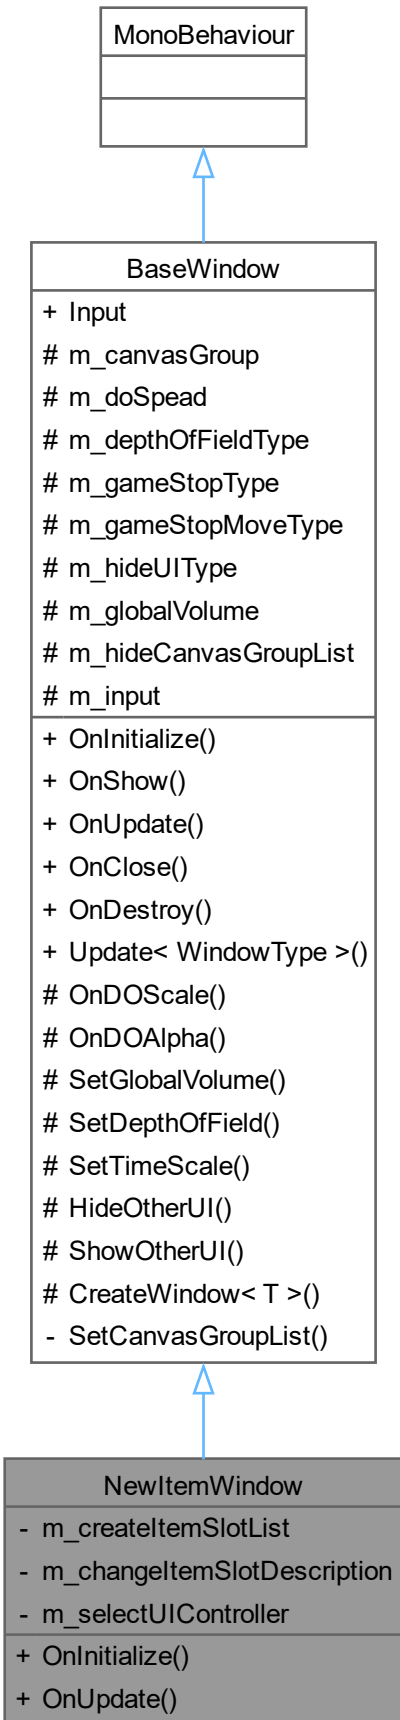 MonoBehaviour
BaseWindow
+ Input
# m_canvasGroup
# m_doSpead
# m_depthOfFieldType
# m_gameStopType
# m_gameStopMoveType
# m_hideUIType
# m_globalVolume
# m_hideCanvasGroupList
# m_input
+ OnInitialize()
+ OnShow()
+ OnUpdate()
+ OnClose()
+ OnDestroy()
+ Update< WindowType >()
# OnDOScale()
# OnDOAlpha()
# SetGlobalVolume()
# SetDepthOfField()
# SetTimeScale()
# HideOtherUI()
# ShowOtherUI()
# CreateWindow< T >()
- SetCanvasGroupList()
NewItemWindow
- m_createItemSlotList
- m_changeItemSlotDescription
- m_selectUIController
+ OnInitialize()
+ OnUpdate()